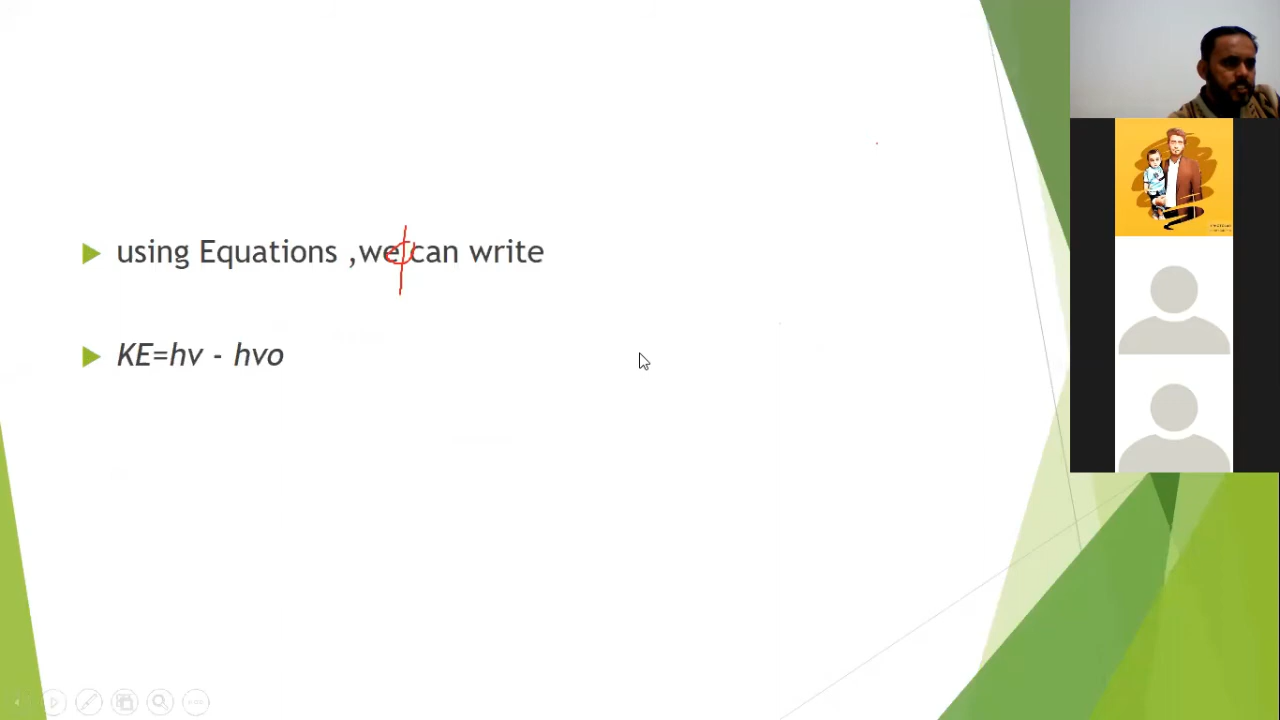 using Equations ,we can write
KE=hv - hvo